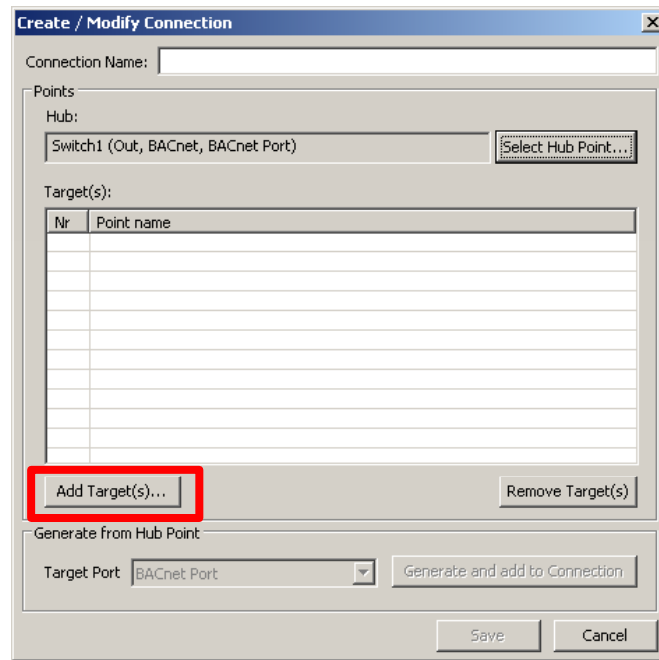 Create / Modify Connection
Connection Name:
Points
Hub:
Switch1 (Out, BACnet, BACnet Port)
Select Hub Point...
Target(s):
Nr Point name
Add Target(s)... Remove Target(s)
Generate from Hub Point
Target Port BACnet Port Generate and add to Connection
Save Cancel